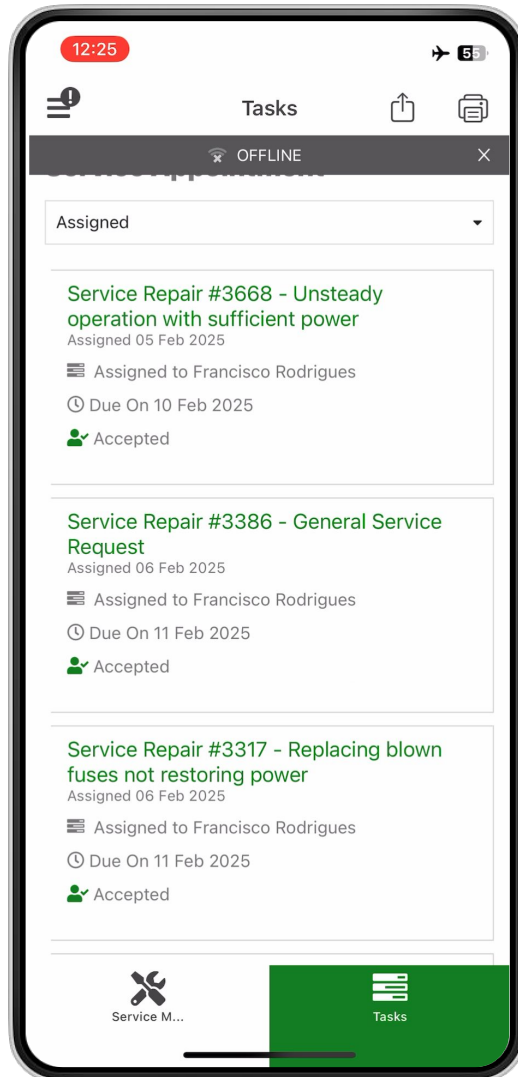 12:25
55
Tasks
OFFLINE
Service Appointment
Assigned
Service Repair #3668 - Unsteady
operation with sufficient power
Assigned 05 Feb 2025
Assigned to Francisco Rodrigues
Due On 10 Feb 2025
Accepted
Service Repair #3386 - General Service
Request
Assigned 06 Feb 2025
Assigned to Francisco Rodrigues
Due On 11 Feb 2025
Accepted
Service Repair #3317 - Replacing blown
fuses not restoring power
Assigned 06 Feb 2025
Assigned to Francisco Rodrigues
Due On 11 Feb 2025
Accepted
Service M...
Tasks